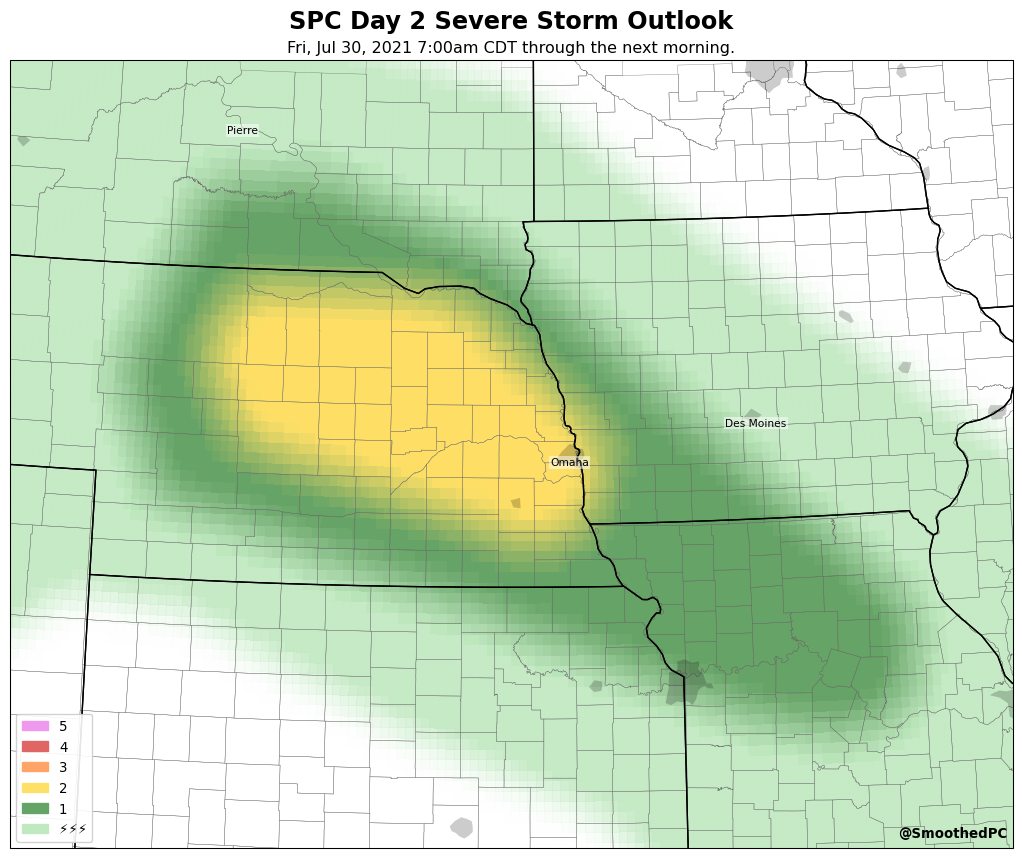 SPC Day 2 Severe Storm Outlook
Fri, Jul 30, 2021 7:00am CDT through the next morning.
Pierre
Des Moines
Omaha
5
4
3
2
1
⚡⚡⚡
@SmoothedPC